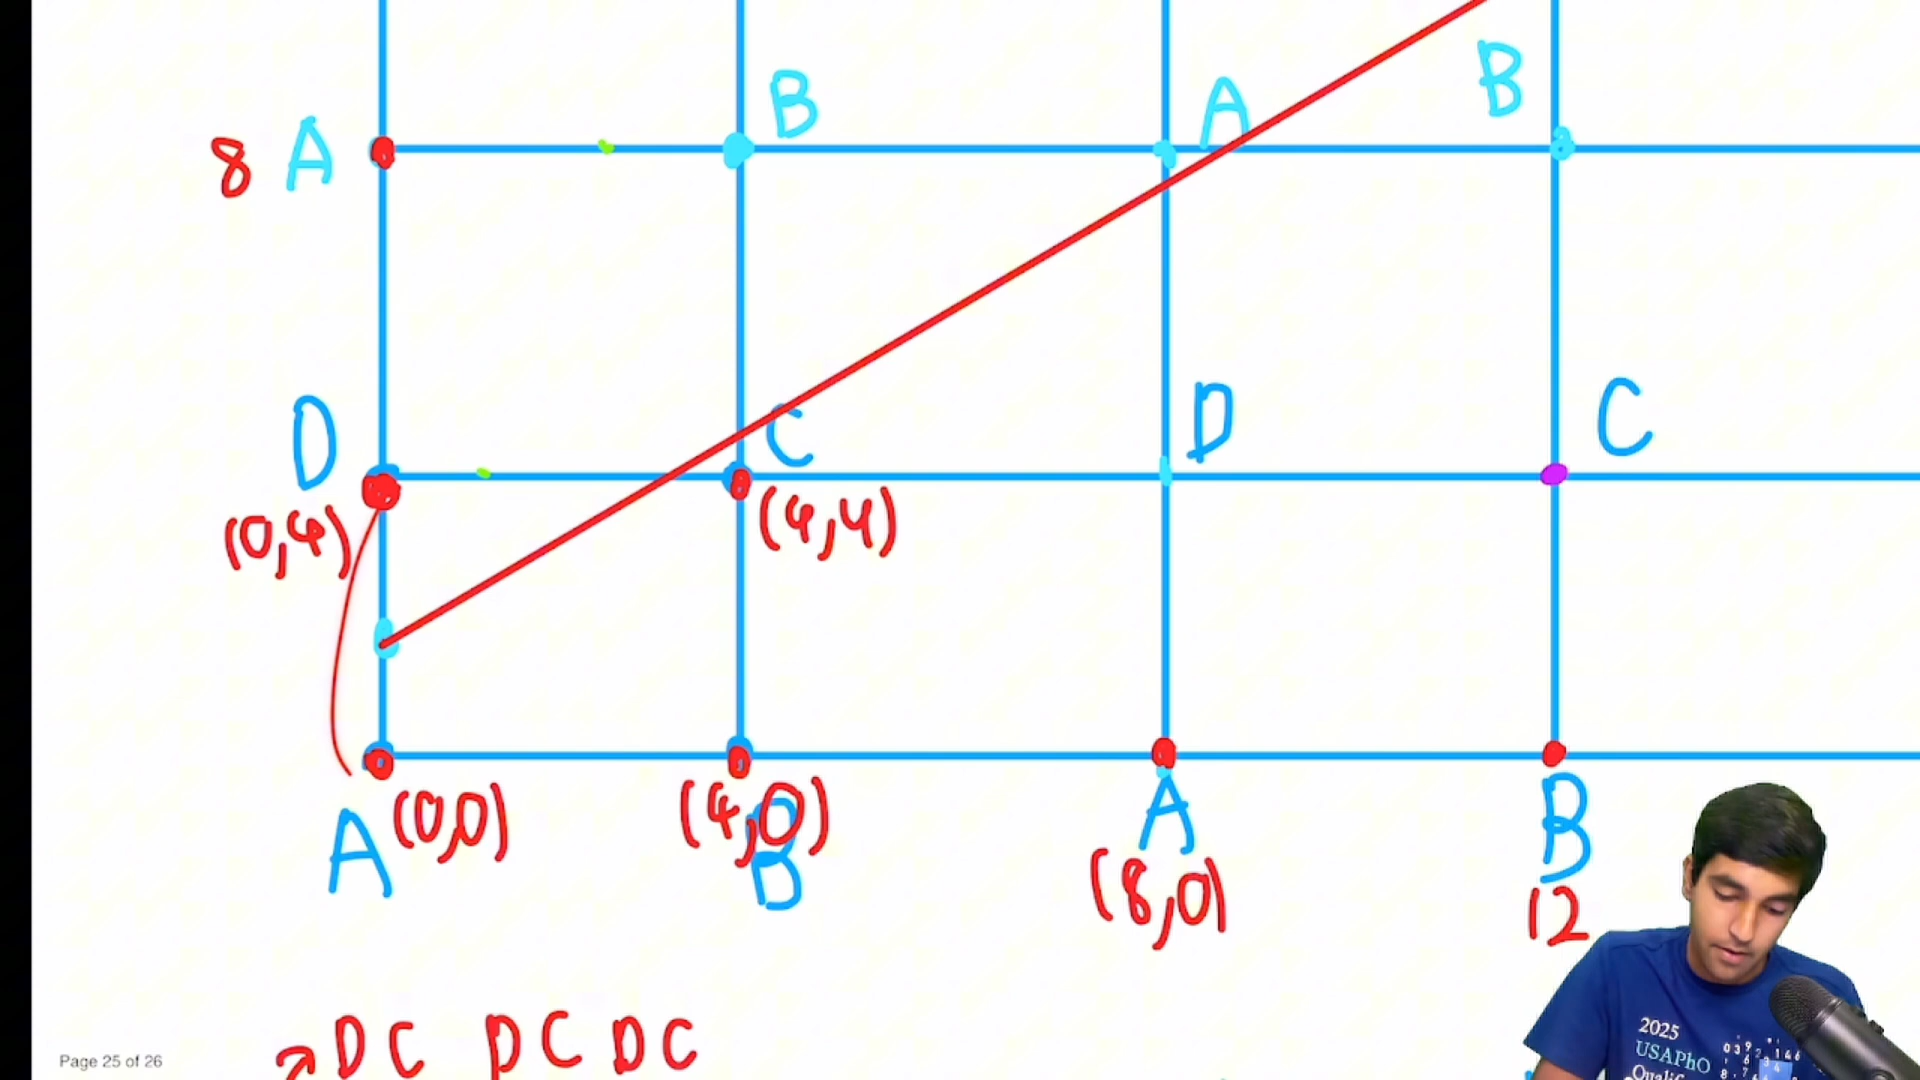 B
A
B
8 A
D
C
D
C
(0,4)
(4,4)
A (0,0)
(4,0)
B
A
(8,0)
B
12
DC DC DC
Page 25 of 26
2025
USAPhO